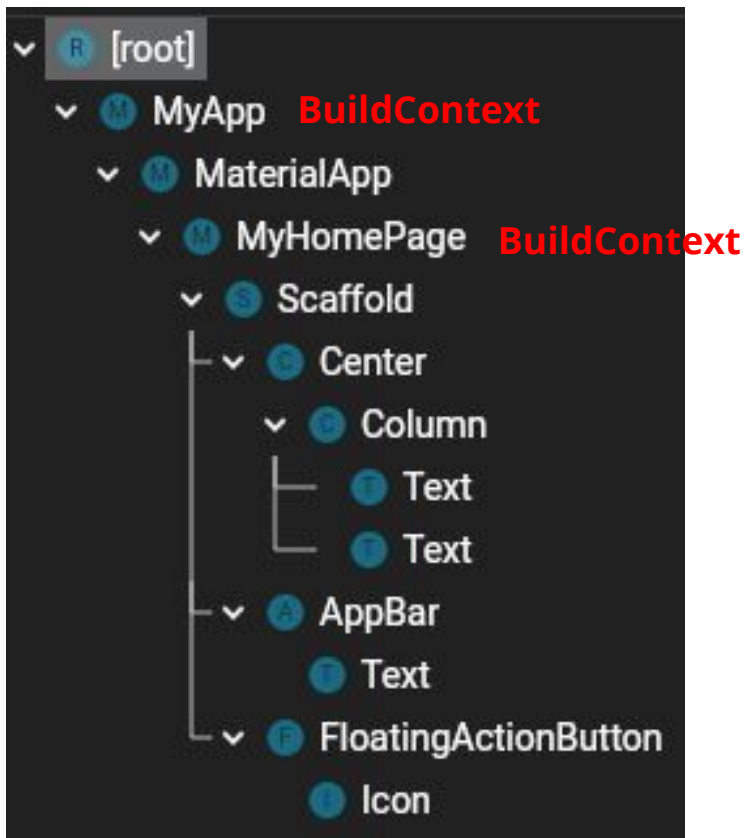 R [root]
M MyApp BuildContext
M MaterialApp
M MyHomePage BuildContext
S Scaffold
C Center
C Column
T Text
T Text
A AppBar
T Text
F FloatingActionButton
I Icon